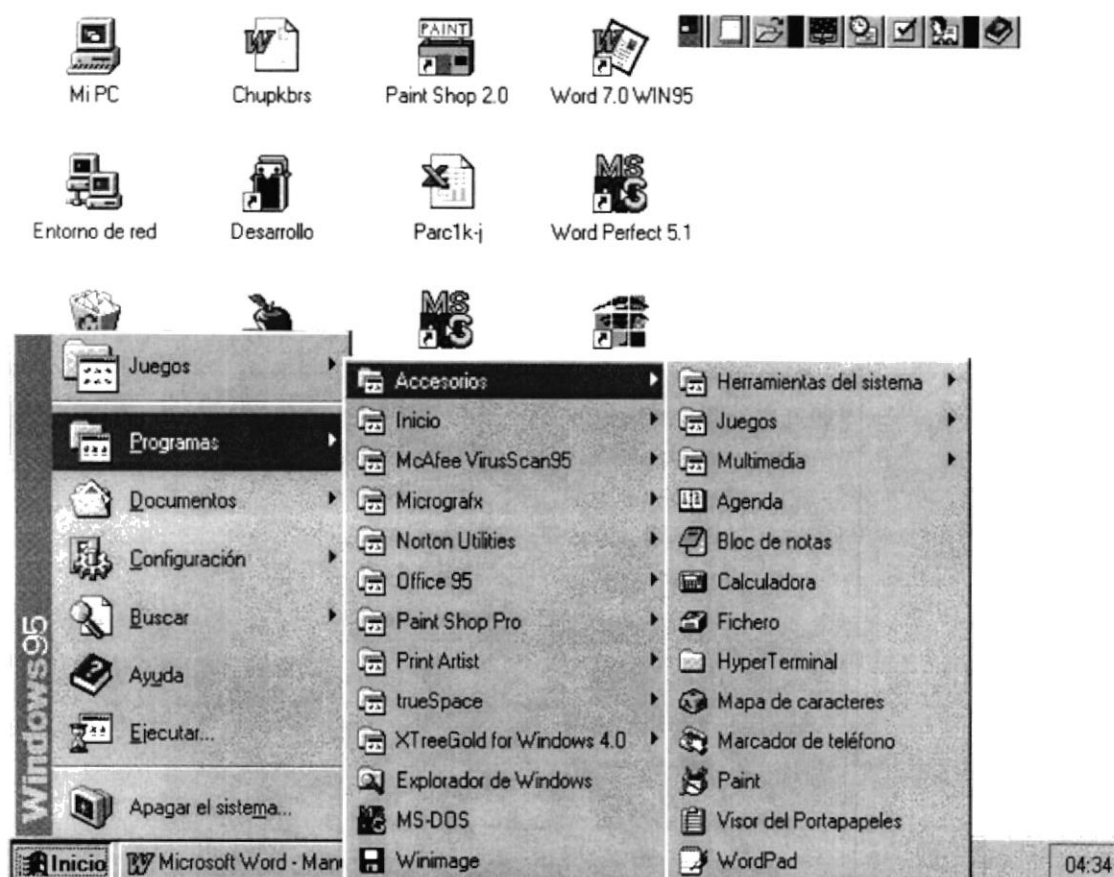 Mi PC
Chupkbrs
PAINT
Paint Shop 2.0
Word 7.0 WIN95
Entorno de red
Desarrollo
Parc1k-j
MS
Word Perfect 5.1
MS
Juegos
Programas
Documentos
Configuración
Buscar
Ayuda
Ejecutar...
Apagar el sistema...
Windows95
Accesorios
Inicio
McAfee VirusScan95
Micrografx
Norton Utilities
Office 95
Paint Shop Pro
Print Artist
trueSpace
XTreeGold for Windows 4.0
Explorador de Windows
MS-DOS
Winimage
Herramientas del sistema
Juegos
Multimedia
Agenda
Bloc de notas
Calculadora
Fichero
HyperTerminal
Mapa de caracteres
Marcador de teléfono
Paint
Visor del Portapapeles
WordPad
Inicio
Microsoft Word - Man
04:34